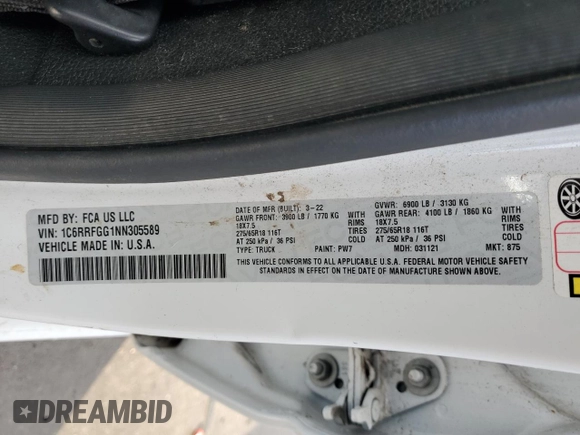 MFD BY: FCA US LLC
VIN: 1C6RRFGG1NN305589
VEHICLE MADE IN: U.S.A.
DATE OF MFR (BUILT): 3-22
GAWR FRONT: 3900 LB / 1770 KG
18X7.5 RIMS
275/65R18 116T
AT 250 kPa / 36 PSI COLD
TYPE: TRUCK PAINT: PW7
GVWR: 6900 LB / 3130 KG
GAWR REAR: 4100 LB / 1860 KG
18X7.5 RIMS
275/65R18 116T
AT 250 kPa / 36 PSI COLD
MDH: 031121 MKT: 875
THIS VEHICLE CONFORMS TO ALL APPLICABLE U.S.A. FEDERAL MOTOR VEHICLE SAFETY
STANDARDS IN EFFECT ON THE DATE OF MANUFACTURE SHOWN ABOVE.
DREAMBID